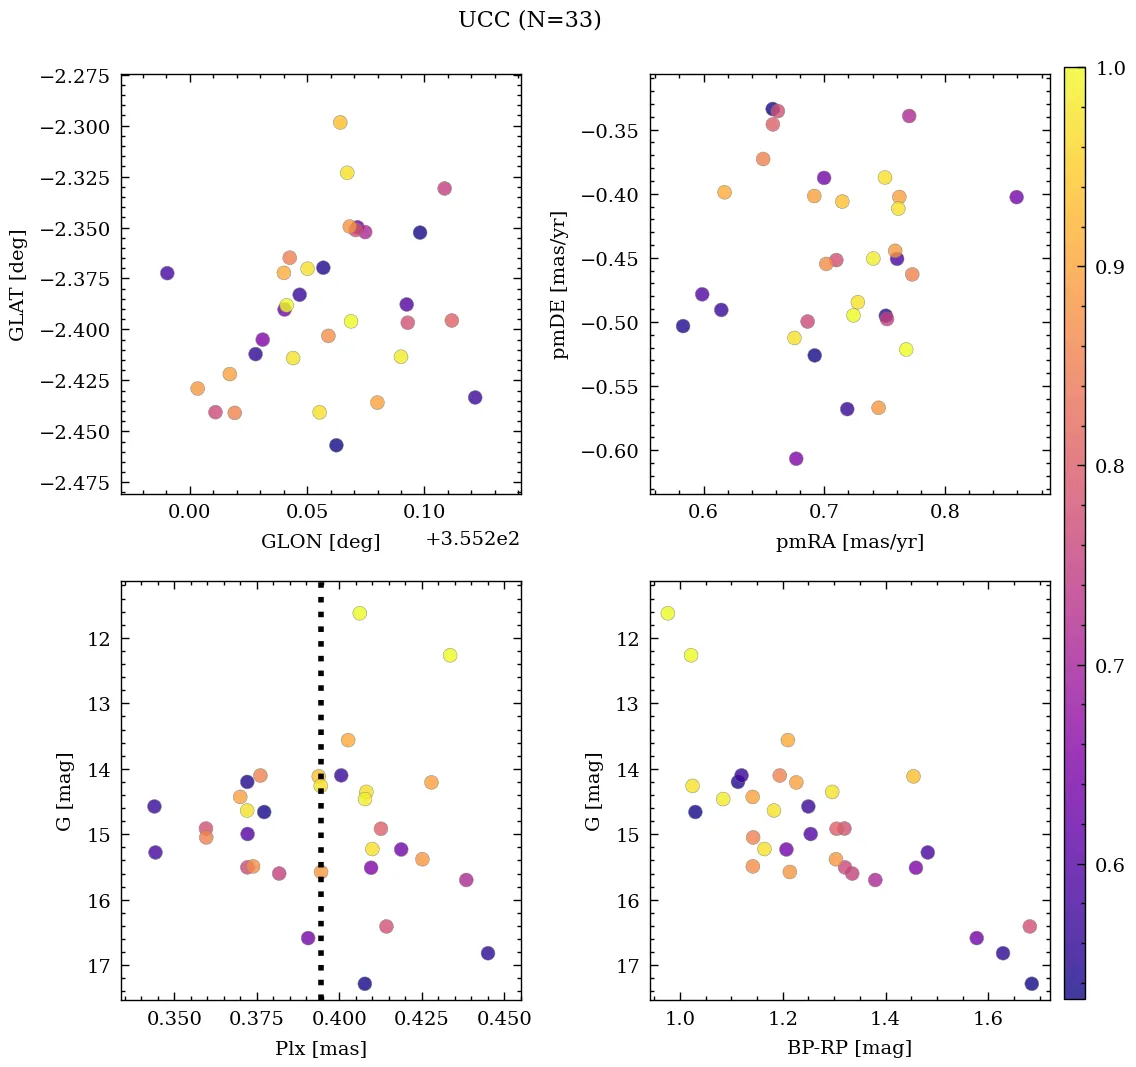 UCC (N=33)
−2.275
−2.300
−2.325
−2.350
−2.375
−2.400
−2.425
−2.450
−2.475
GLAT [deg]
0.00 0.05 0.10
GLON [deg] +3.552e2
−0.35
−0.40
−0.45
−0.50
−0.55
−0.60
pmDE [mas/yr]
0.6 0.7 0.8
pmRA [mas/yr]
12
13
14
15
16
17
G [mag]
0.350 0.375 0.400 0.425 0.450
Plx [mas]
12
13
14
15
16
17
G [mag]
1.0 1.2 1.4 1.6
BP-RP [mag]
1.0
0.9
0.8
0.7
0.6